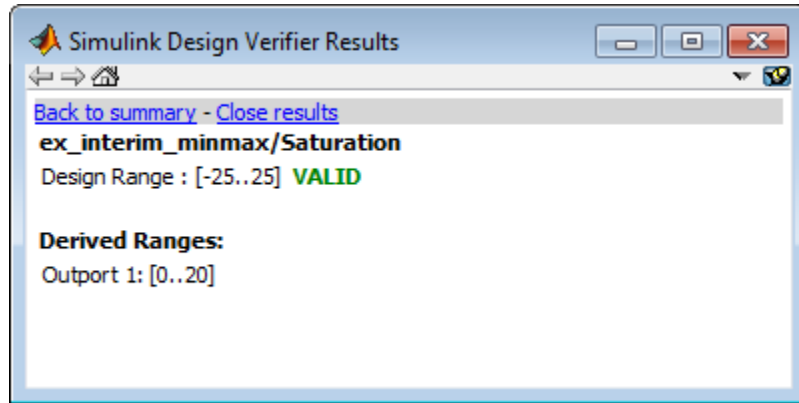 Simulink Design Verifier Results
Back to summary - Close results
ex_interim_minmax/Saturation
Design Range : [-25..25] VALID
Derived Ranges:
Outport 1: [0..20]